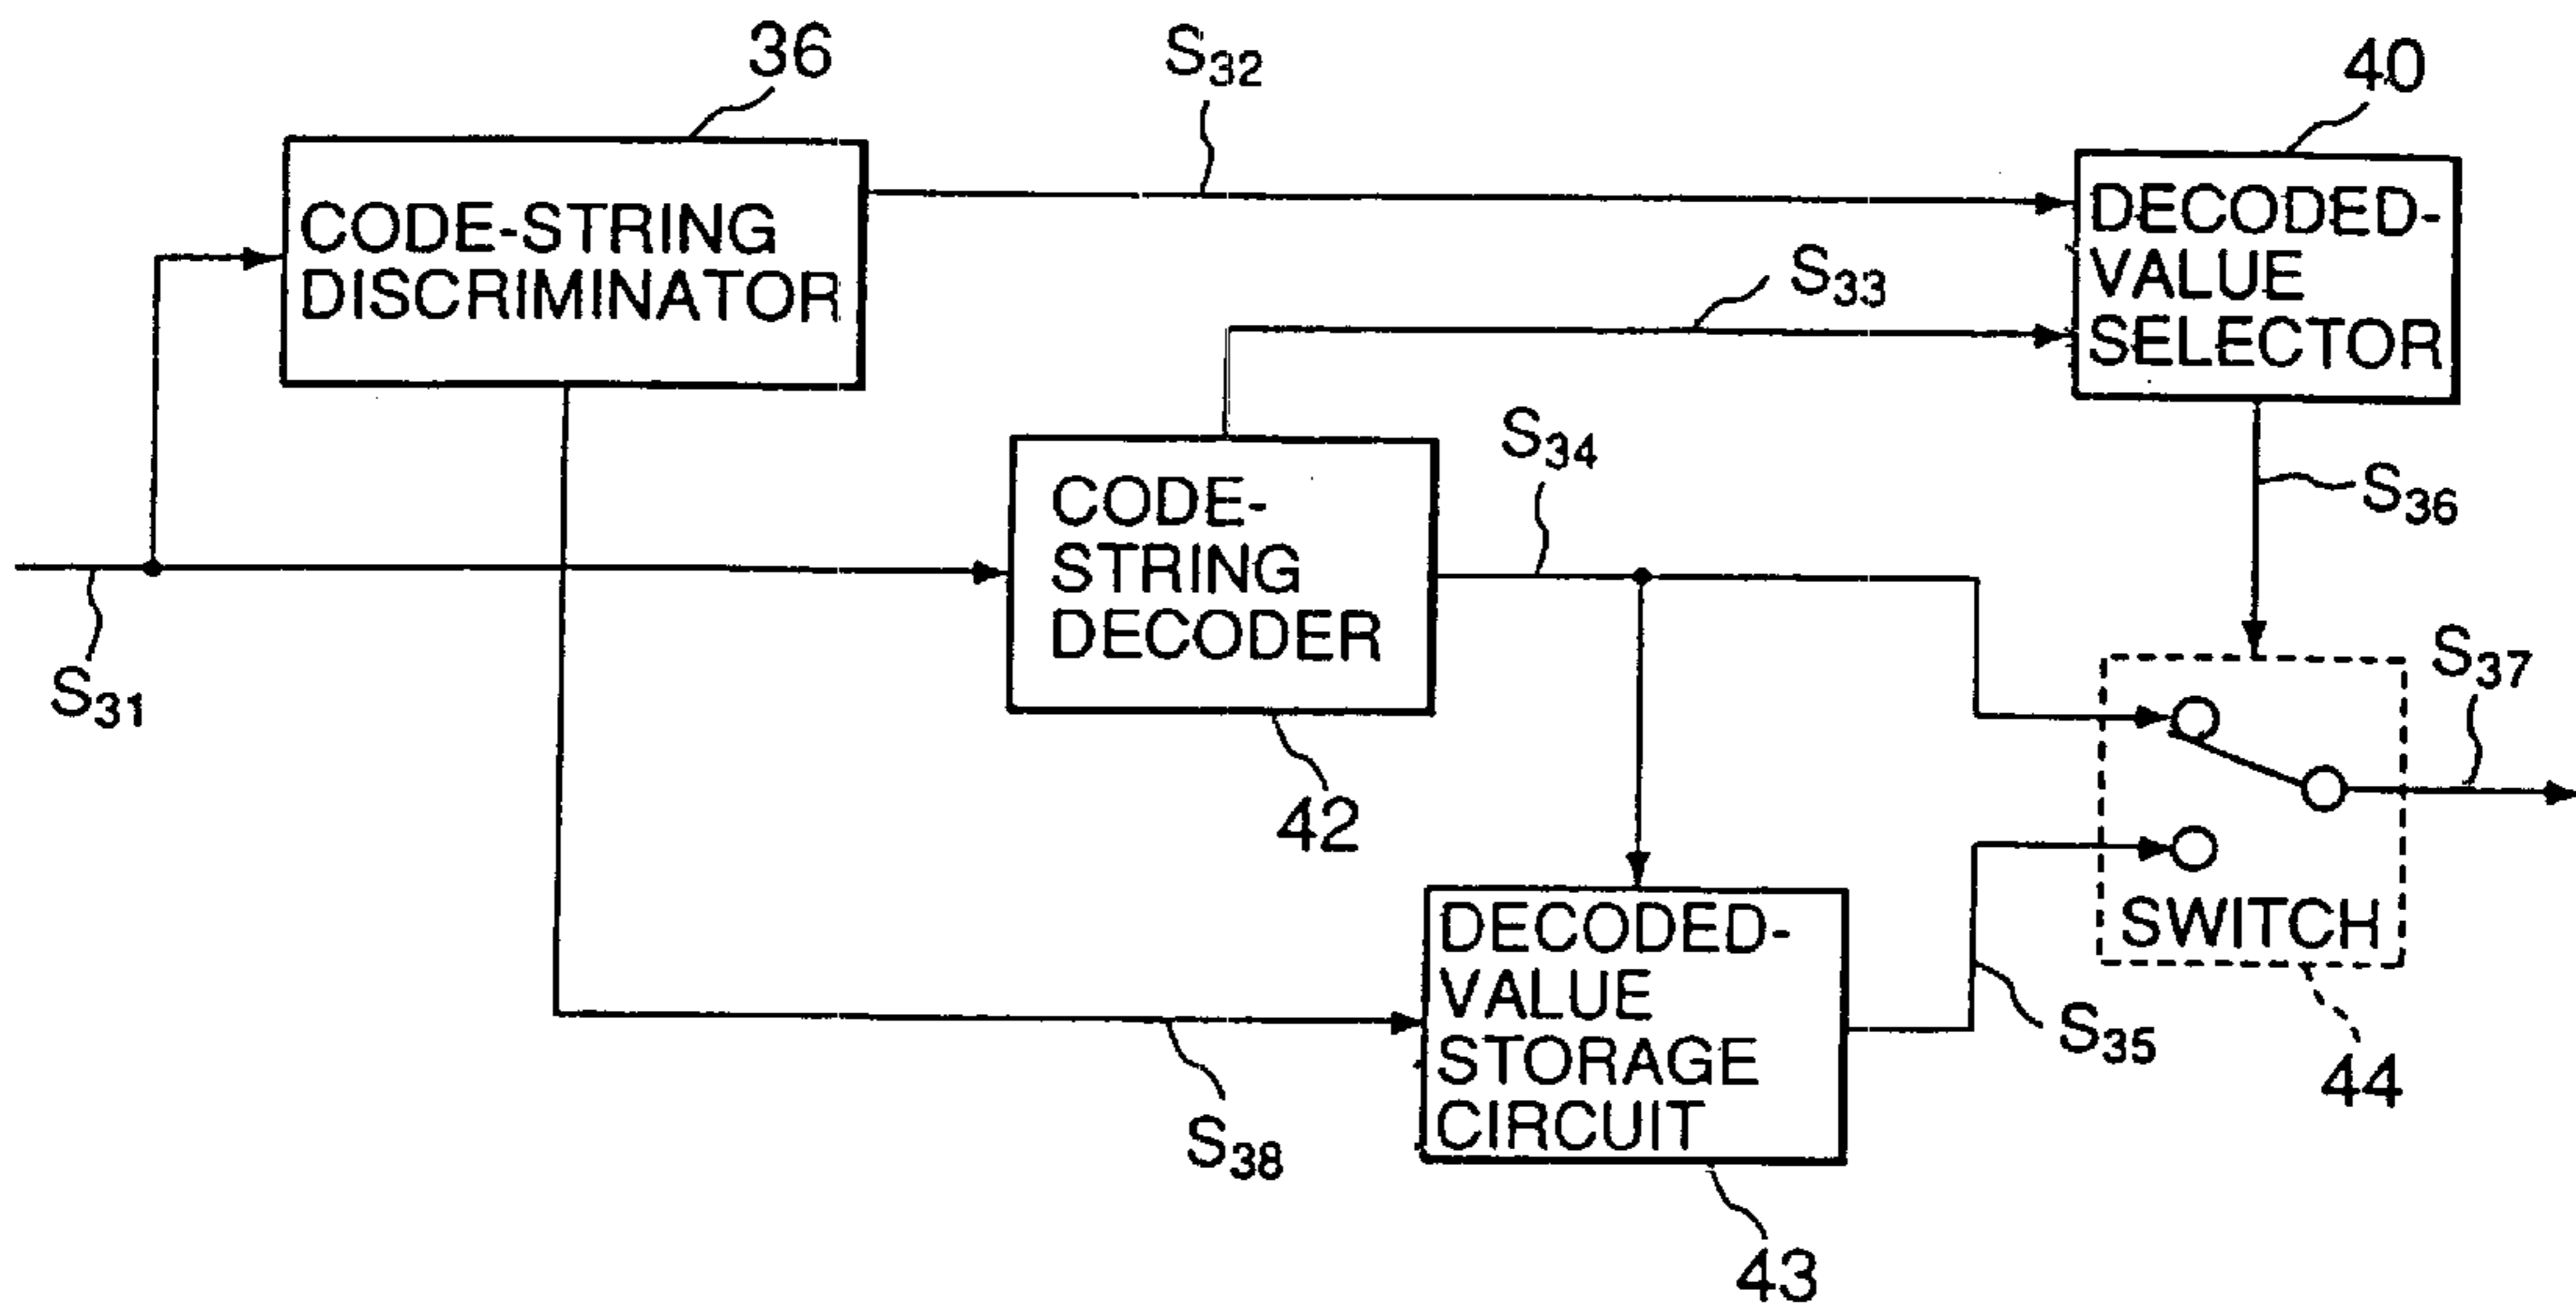 36
S32
40
CODE-STRING
DISCRIMINATOR
DECODED-
VALUE
SELECTOR
S33
S34
S36
CODE-
STRING
DECODER
S31
42
S37
SWITCH
44
DECODED-
VALUE
STORAGE
CIRCUIT
S35
S38
43